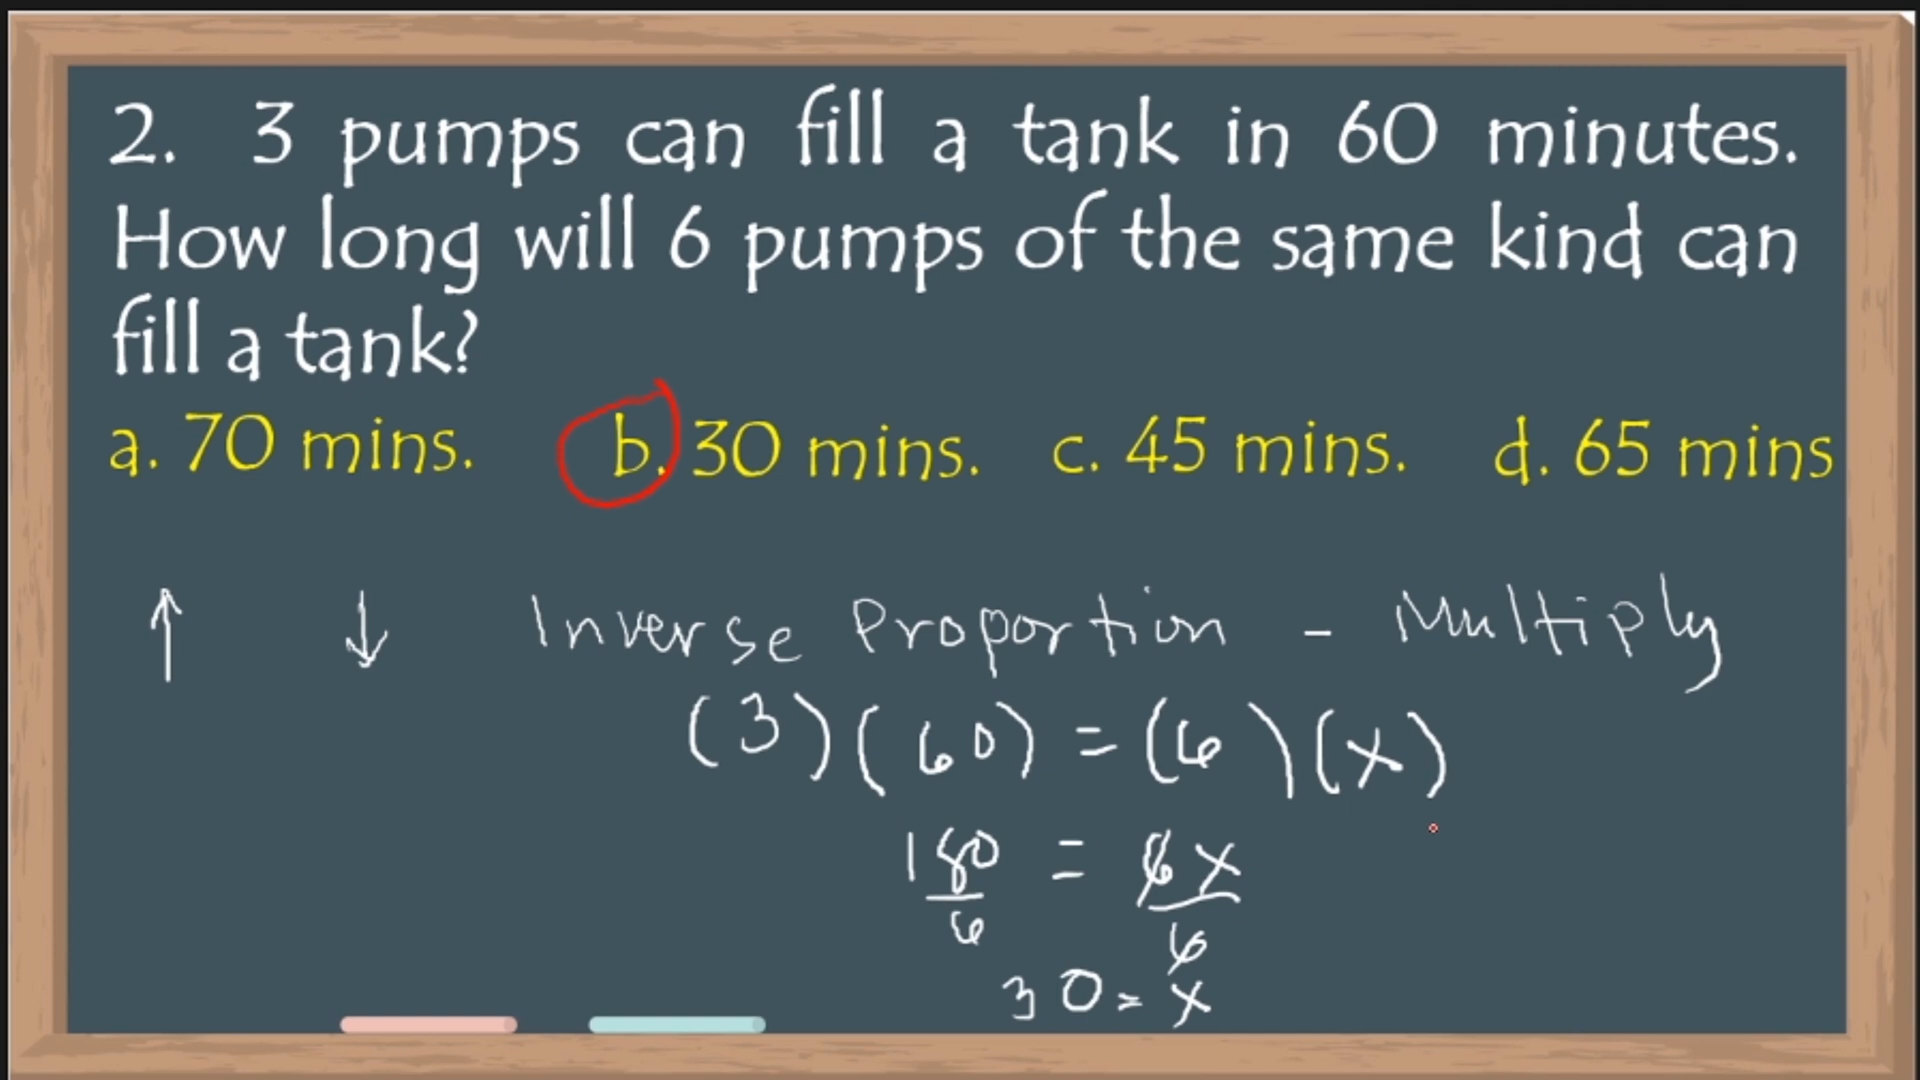 2. 3 pumps can fill a tank in 60 minutes.
How long will 6 pumps of the same kind can
fill a tank?
a. 70 mins. b. 30 mins. c. 45 mins. d. 65 mins
↑ ↓ Inverse Proportion - Multiply
(3)(60) = (6)(x)
180 = 6x
6 6
30 = x